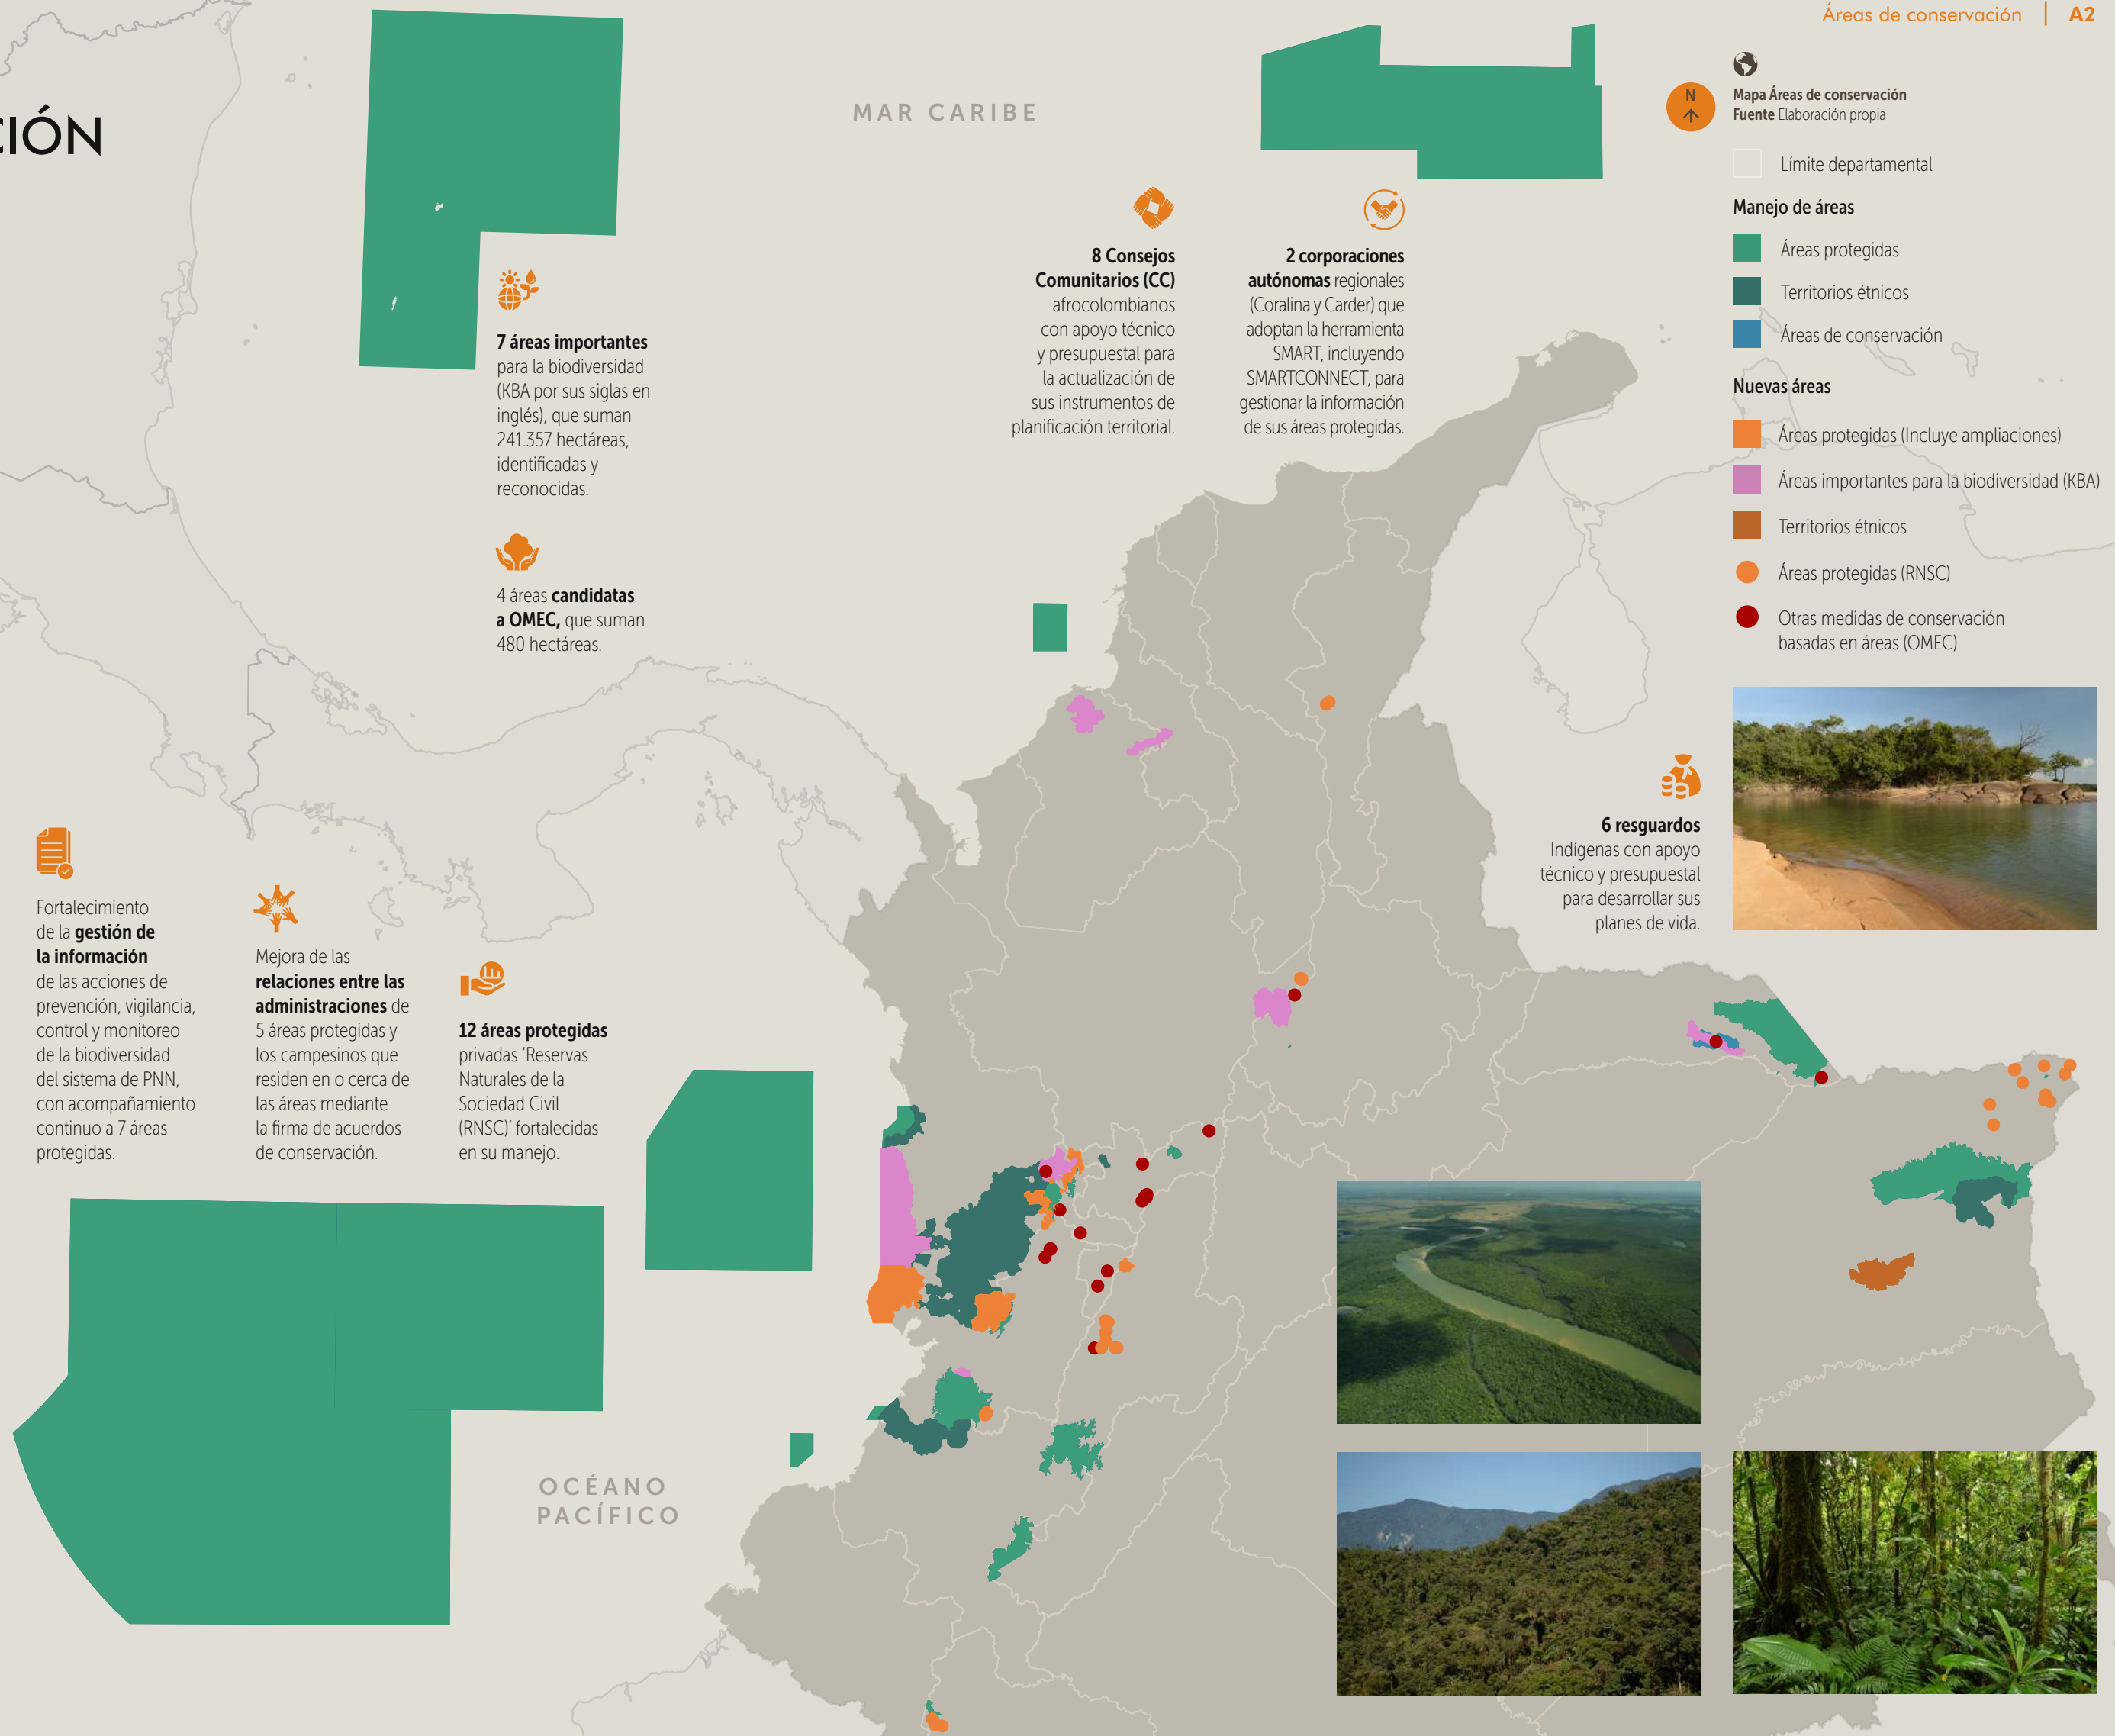 Áreas de conservación | A2
CIÓN
MAR CARIBE
7 áreas importantes
para la biodiversidad
(KBA por sus siglas en
inglés), que suman
241.357 hectáreas,
identificadas y
reconocidas.
4 áreas candidatas
a OMEC, que suman
480 hectáreas.
8 Consejos
Comunitarios (CC)
afrocolombianos
con apoyo técnico
y presupuestal para
la actualización de
sus instrumentos de
planificación territorial.
2 corporaciones
autónomas regionales
(Coralina y Carder) que
adoptan la herramienta
SMART, incluyendo
SMARTCONNECT, para
gestionar la información
de sus áreas protegidas.
N
Mapa Áreas de conservación
Fuente Elaboración propia
Límite departamental
Manejo de áreas
Áreas protegidas
Territorios étnicos
Áreas de conservación
Nuevas áreas
Áreas protegidas (Incluye ampliaciones)
Áreas importantes para la biodiversidad (KBA)
Territorios étnicos
Áreas protegidas (RNSC)
Otras medidas de conservación
basadas en áreas (OMEC)
6 resguardos
Indígenas con apoyo
técnico y presupuestal
para desarrollar sus
planes de vida.
Fortalecimiento
de la gestión de
la información
de las acciones de
prevención, vigilancia,
control y monitoreo
de la biodiversidad
del sistema de PNN,
con acompañamiento
continuo a 7 áreas
protegidas.
Mejora de las
relaciones entre las
administraciones de
5 áreas protegidas y
los campesinos que
residen en o cerca de
las áreas mediante
la firma de acuerdos
de conservación.
12 áreas protegidas
privadas ‘Reservas
Naturales de la
Sociedad Civil
(RNSC)’ fortalecidas
en su manejo.
OCÉANO
PACÍFICO